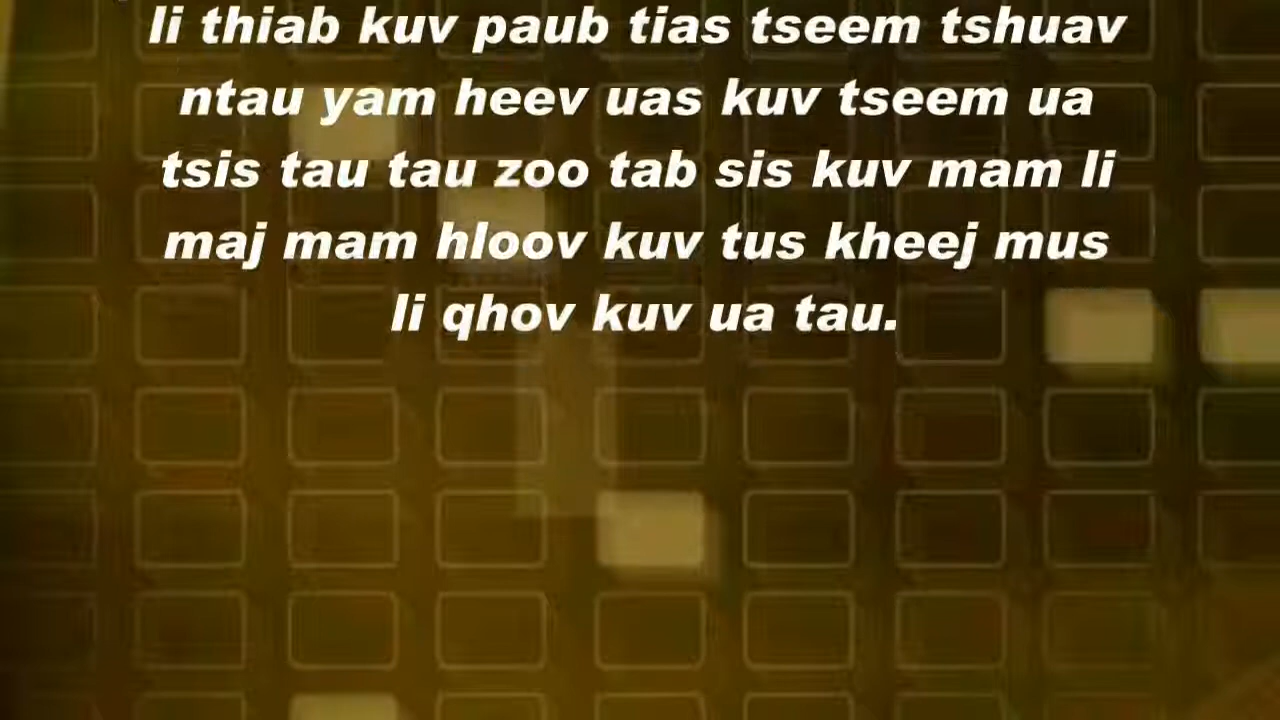 li thiab kuv paub tias tseem tshuav
ntau yam heev uas kuv tseem ua
tsis tau tau zoo tab sis kuv mam li
maj mam hloov kuv tus kheej mus
li qhov kuv ua tau.